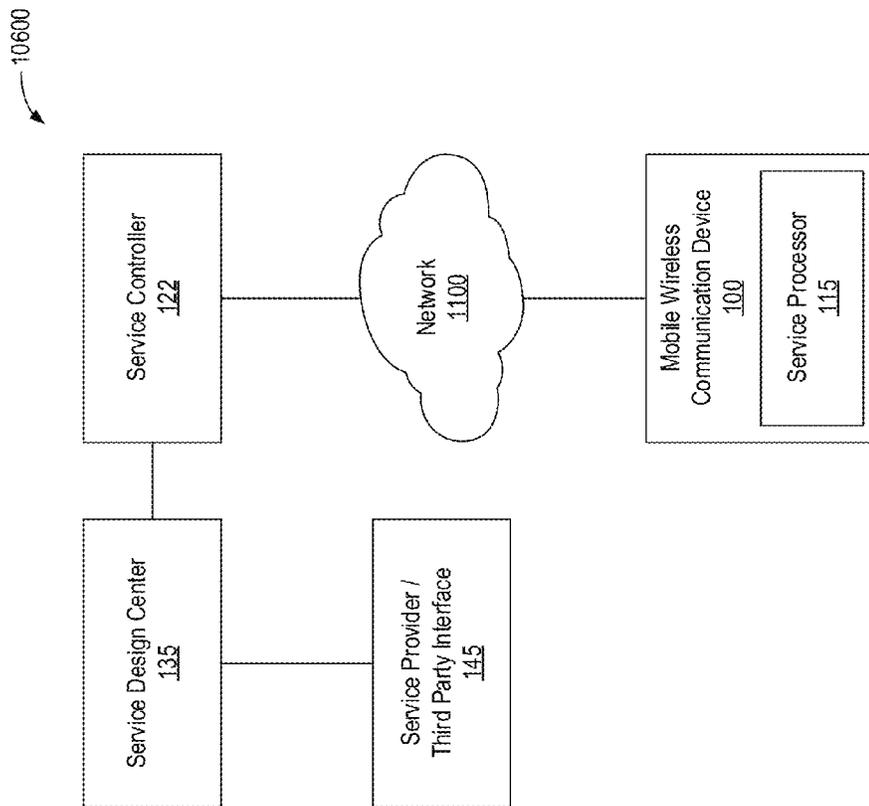 10600
Service Design Center
135
Service Controller
122
Service Provider /
Third Party Interface
145
Network
1100
Mobile Wireless
Communication Device
100
Service Processor
115